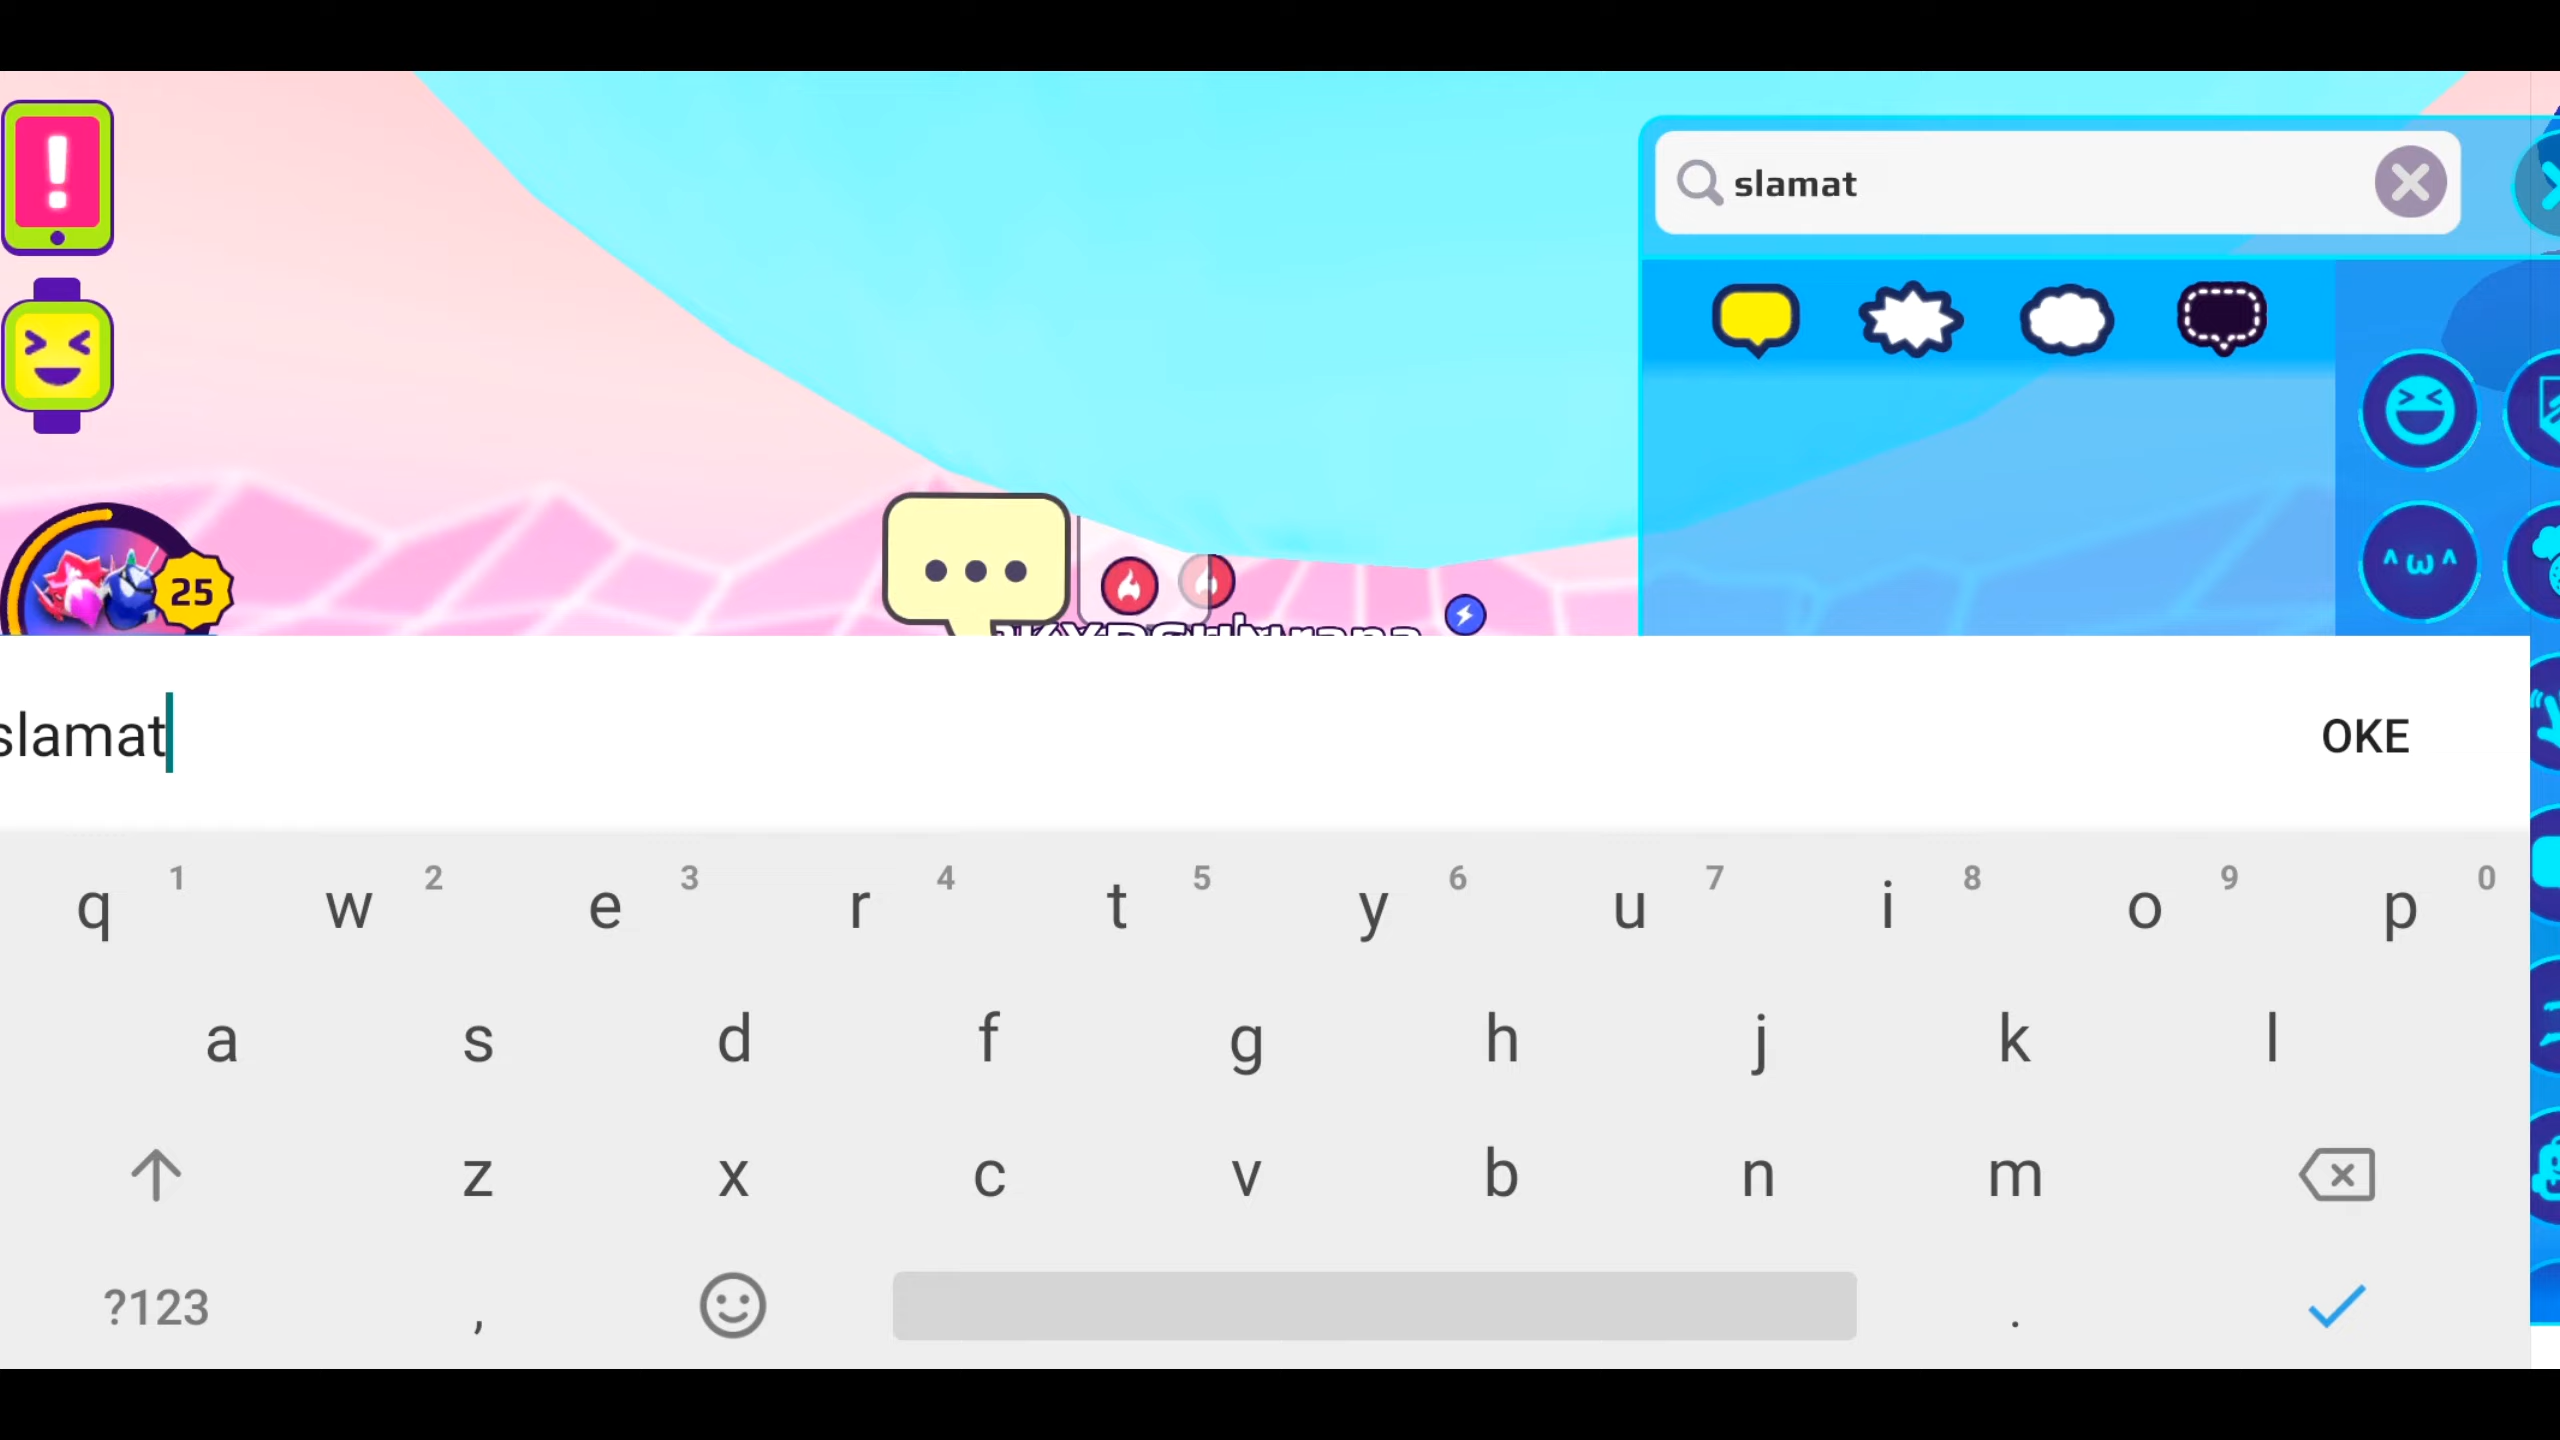 slamat
25
slamat
OKE
1 2 3 4 5 6 7 8 9 0
q w e r t y u i o p
a s d f g h j k l
z x c v b n m
?123 , .